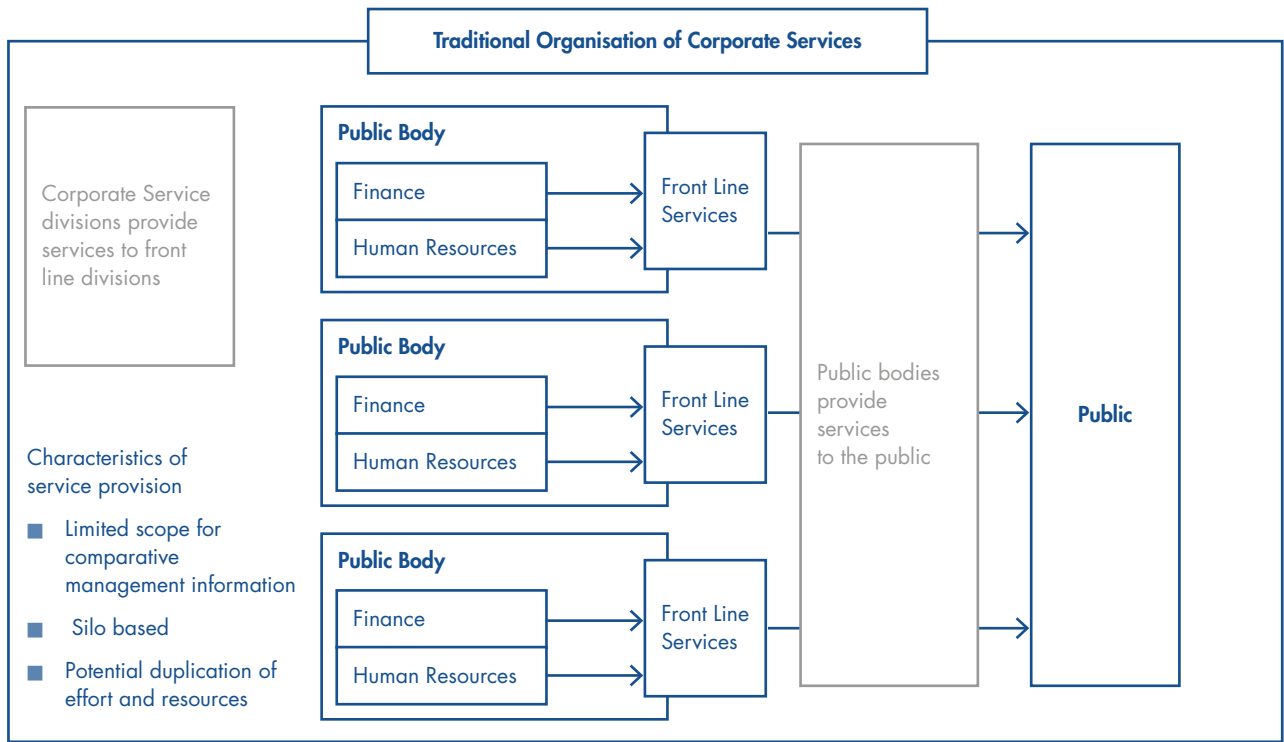 Traditional Organisation of Corporate Services
Corporate Service
divisions provide
services to front
line divisions
Characteristics of
service provision
Limited scope for
comparative
management information
Silo based
Potential duplication of
effort and resources
Public Body
Finance
Human Resources
Front Line
Services
Public Body
Finance
Human Resources
Front Line
Services
Public Body
Finance
Human Resources
Front Line
Services
Public bodies
provide
services
to the public
Public